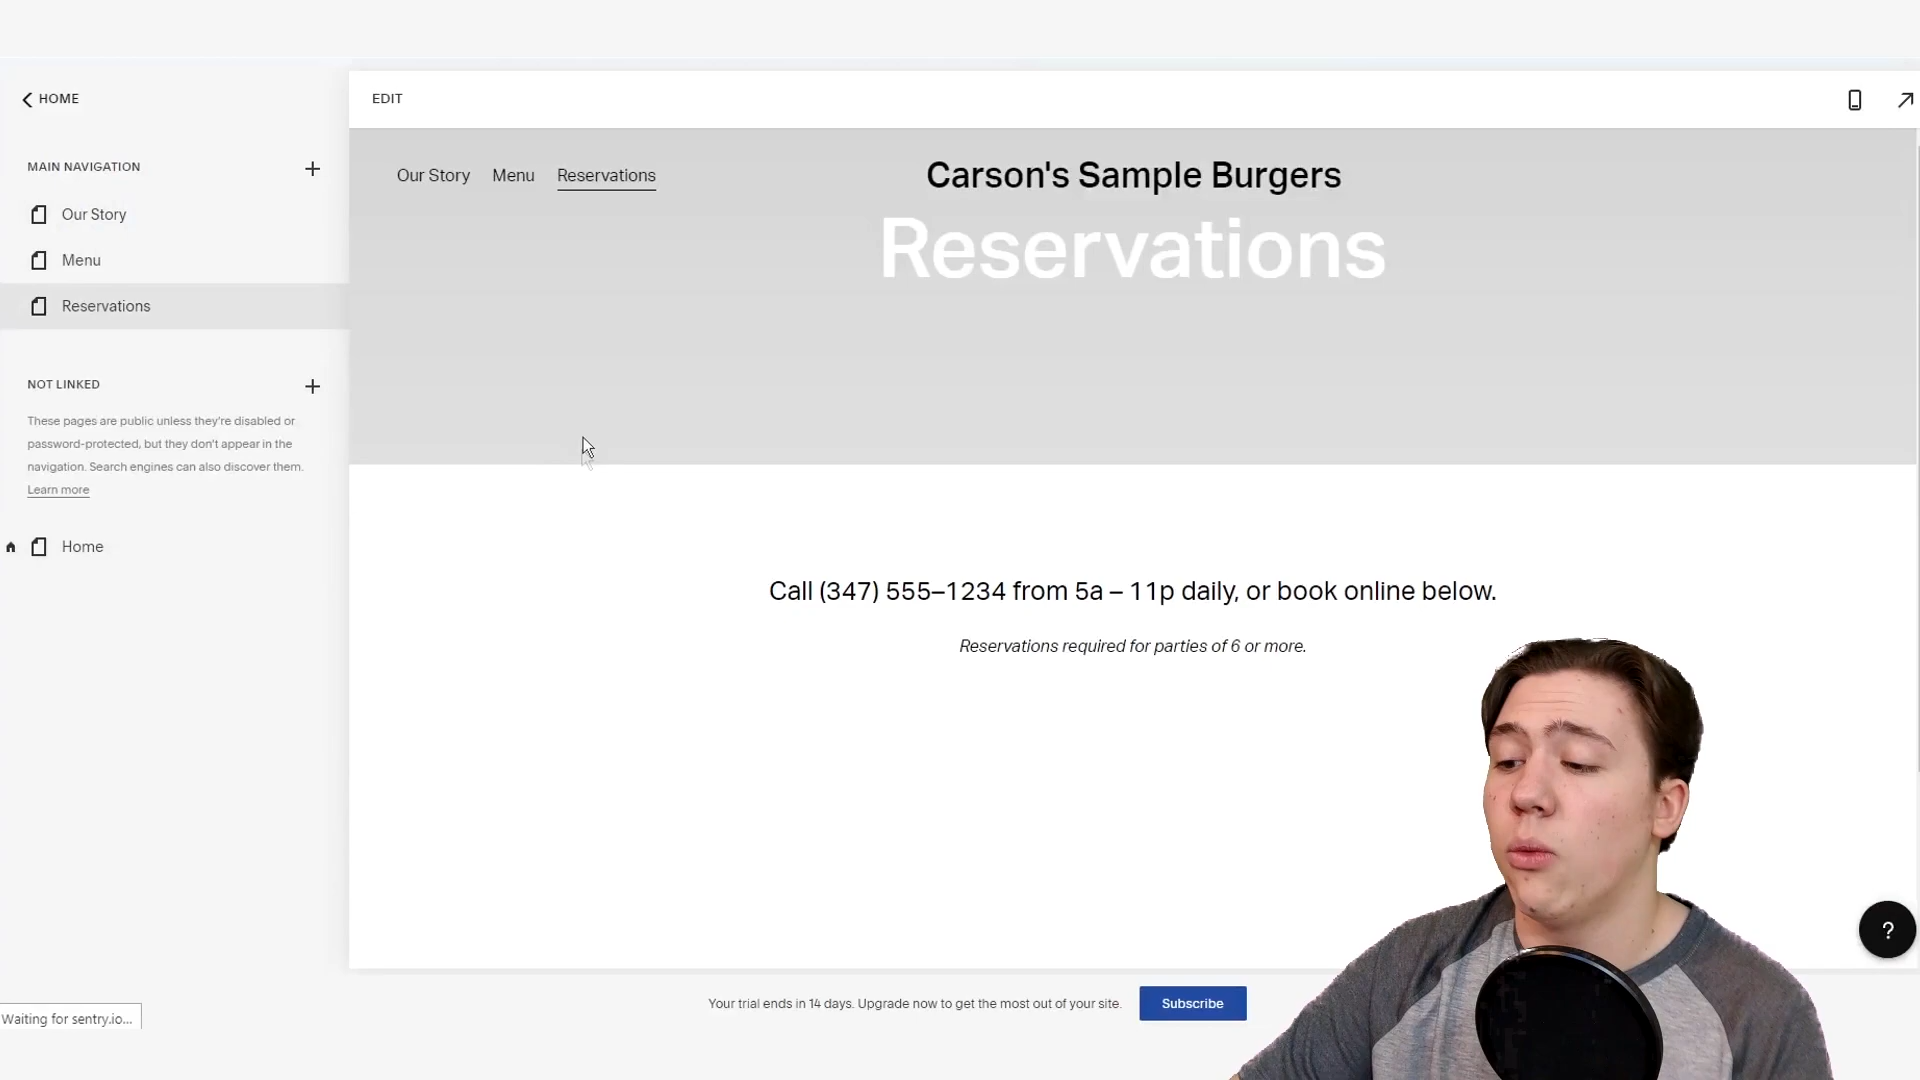 HOME
EDIT
MAIN NAVIGATION
Our Story
Menu
Reservations
NOT LINKED
These pages are public unless they're disabled or
password-protected, but they don't appear in the
navigation. Search engines can also discover them.
Learn more
Home
Our Story Menu Reservations
Carson's Sample Burgers
Reservations
Call (347) 555–1234 from 5a – 11p daily, or book online below.
Reservations required for parties of 6 or more.
?
Your trial ends in 14 days. Upgrade now to get the most out of your site.
Subscribe
Waiting for sentry.io...